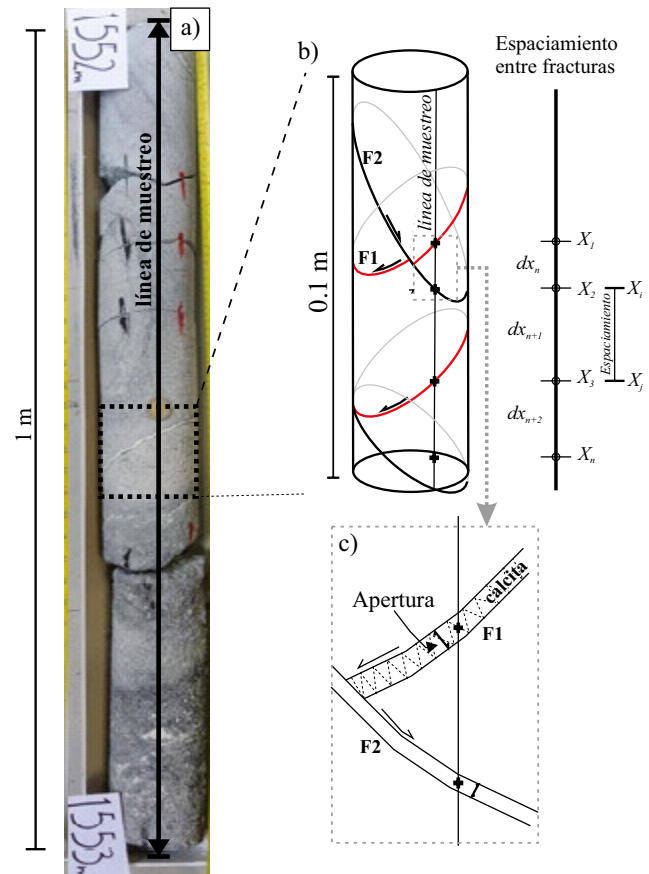 a)
1552m
línea de muestreo
1 m
1553m
b)
Espaciamiento
entre fracturas
línea de muestreo
F2
F1
0.1 m
X₁
dxₙ
X₂
Xᵢ
dxₙ₊₁
Espaciamiento
X₃
Xⱼ
dxₙ₊₂
Xₙ
c)
calcita
Apertura
F1
F2